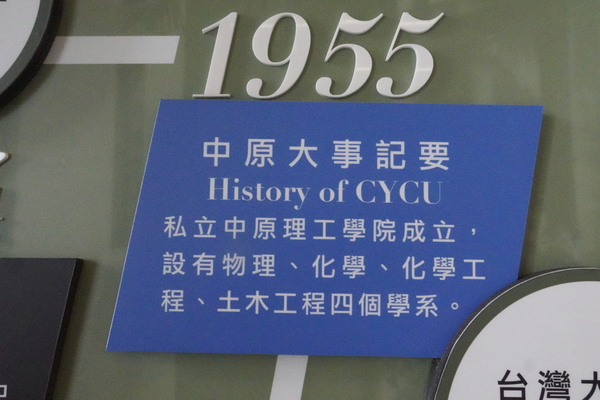 1955
中原大事記要
History of CYCU
私立中原理工學院成立，
設有物理、化學、化學工
程、土木工程四個學系。
台灣大